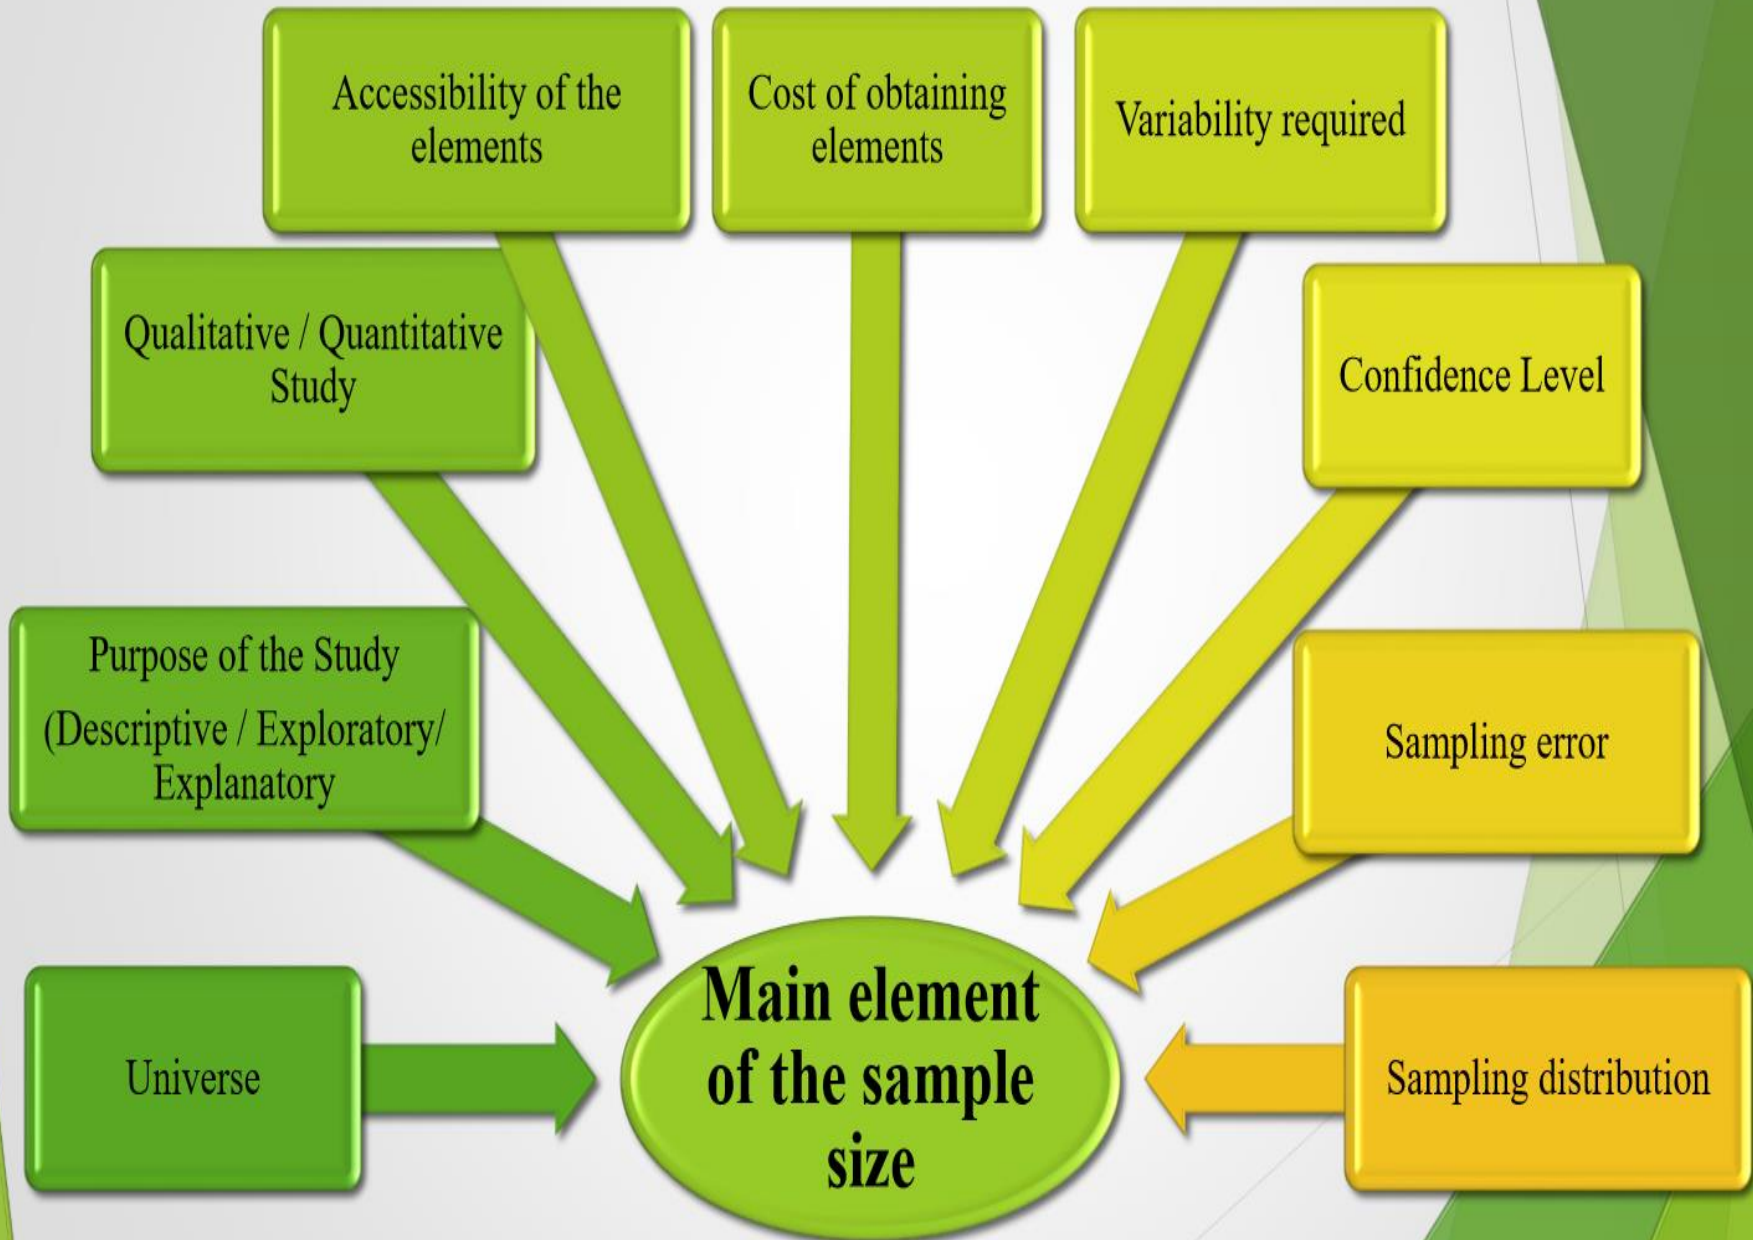 Accessibility of the
elements
Cost of obtaining
elements
Variability required
Qualitative / Quantitative
Study
Confidence Level
Purpose of the Study
(Descriptive / Exploratory/
Explanatory
Sampling error
Universe
Main element
of the sample
size
Sampling distribution